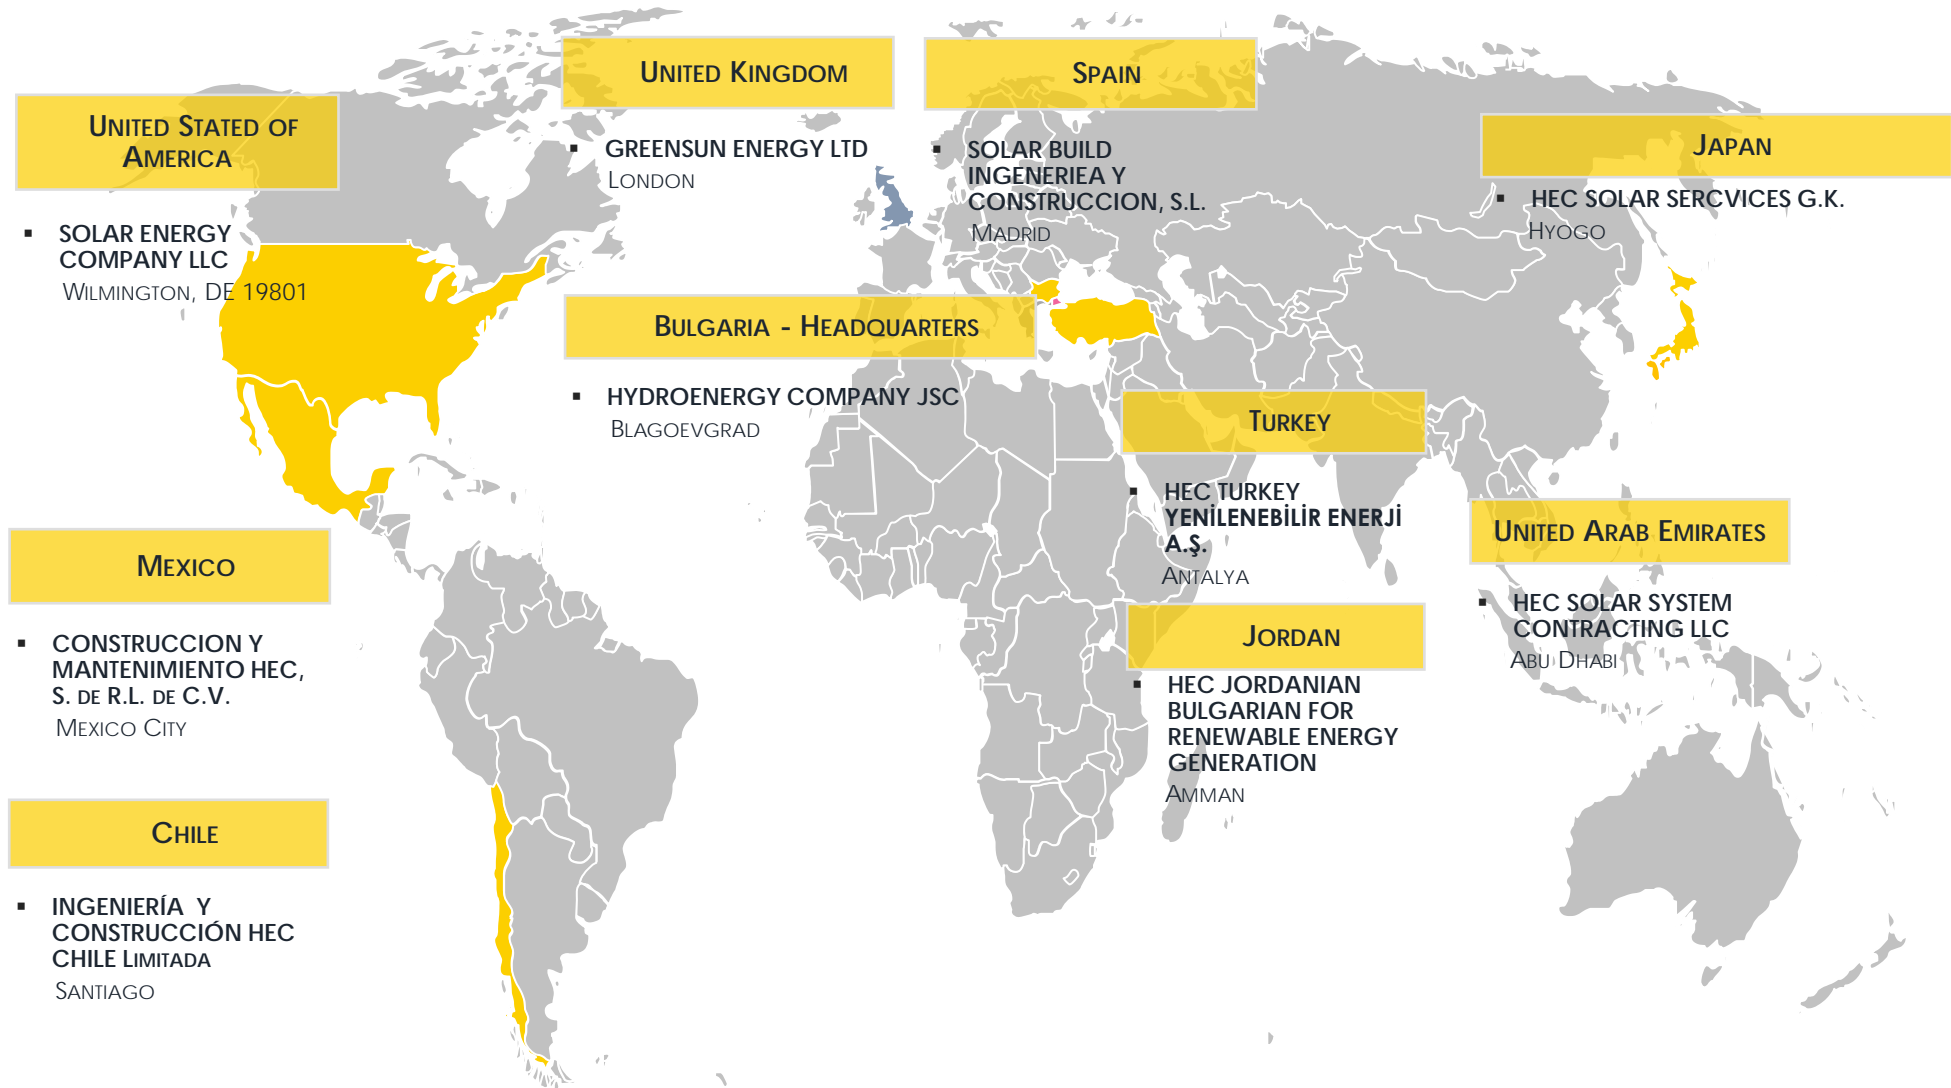 UNITED STATED OF
AMERICA
▪ SOLAR ENERGY
COMPANY LLC
WILMINGTON, DE 19801
MEXICO
▪ CONSTRUCCION Y
MANTENIMIENTO HEC,
S. DE R.L. DE C.V.
MEXICO CITY
CHILE
▪ INGENIERÍA Y
CONSTRUCCIÓN HEC
CHILE LIMITADA
SANTIAGO
UNITED KINGDOM
▪ GREENSUN ENERGY LTD
LONDON
BULGARIA - HEADQUARTERS
▪ HYDROENERGY COMPANY JSC
BLAGOEVGRAD
SPAIN
▪ SOLAR BUILD
INGENERIEA Y
CONSTRUCCION, S.L.
MADRID
TURKEY
▪ HEC TURKEY
YENİLENEBİLİR ENERJİ
A.Ş.
ANTALYA
JORDAN
▪ HEC JORDANIAN
BULGARIAN FOR
RENEWABLE ENERGY
GENERATION
AMMAN
JAPAN
▪ HEC SOLAR SERCVICES G.K.
HYOGO
UNITED ARAB EMIRATES
▪ HEC SOLAR SYSTEM
CONTRACTING LLC
ABU DHABI